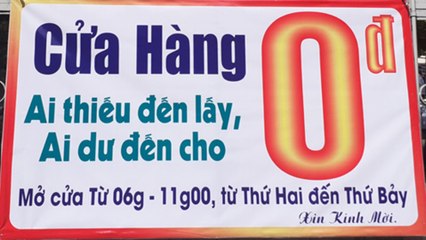 Cửa Hàng 0đ
Ai thiếu đến lấy,
Ai dư đến cho
Mở cửa Từ 06g - 11g00, từ Thứ Hai đến Thứ Bảy
Xin Kính Mời.